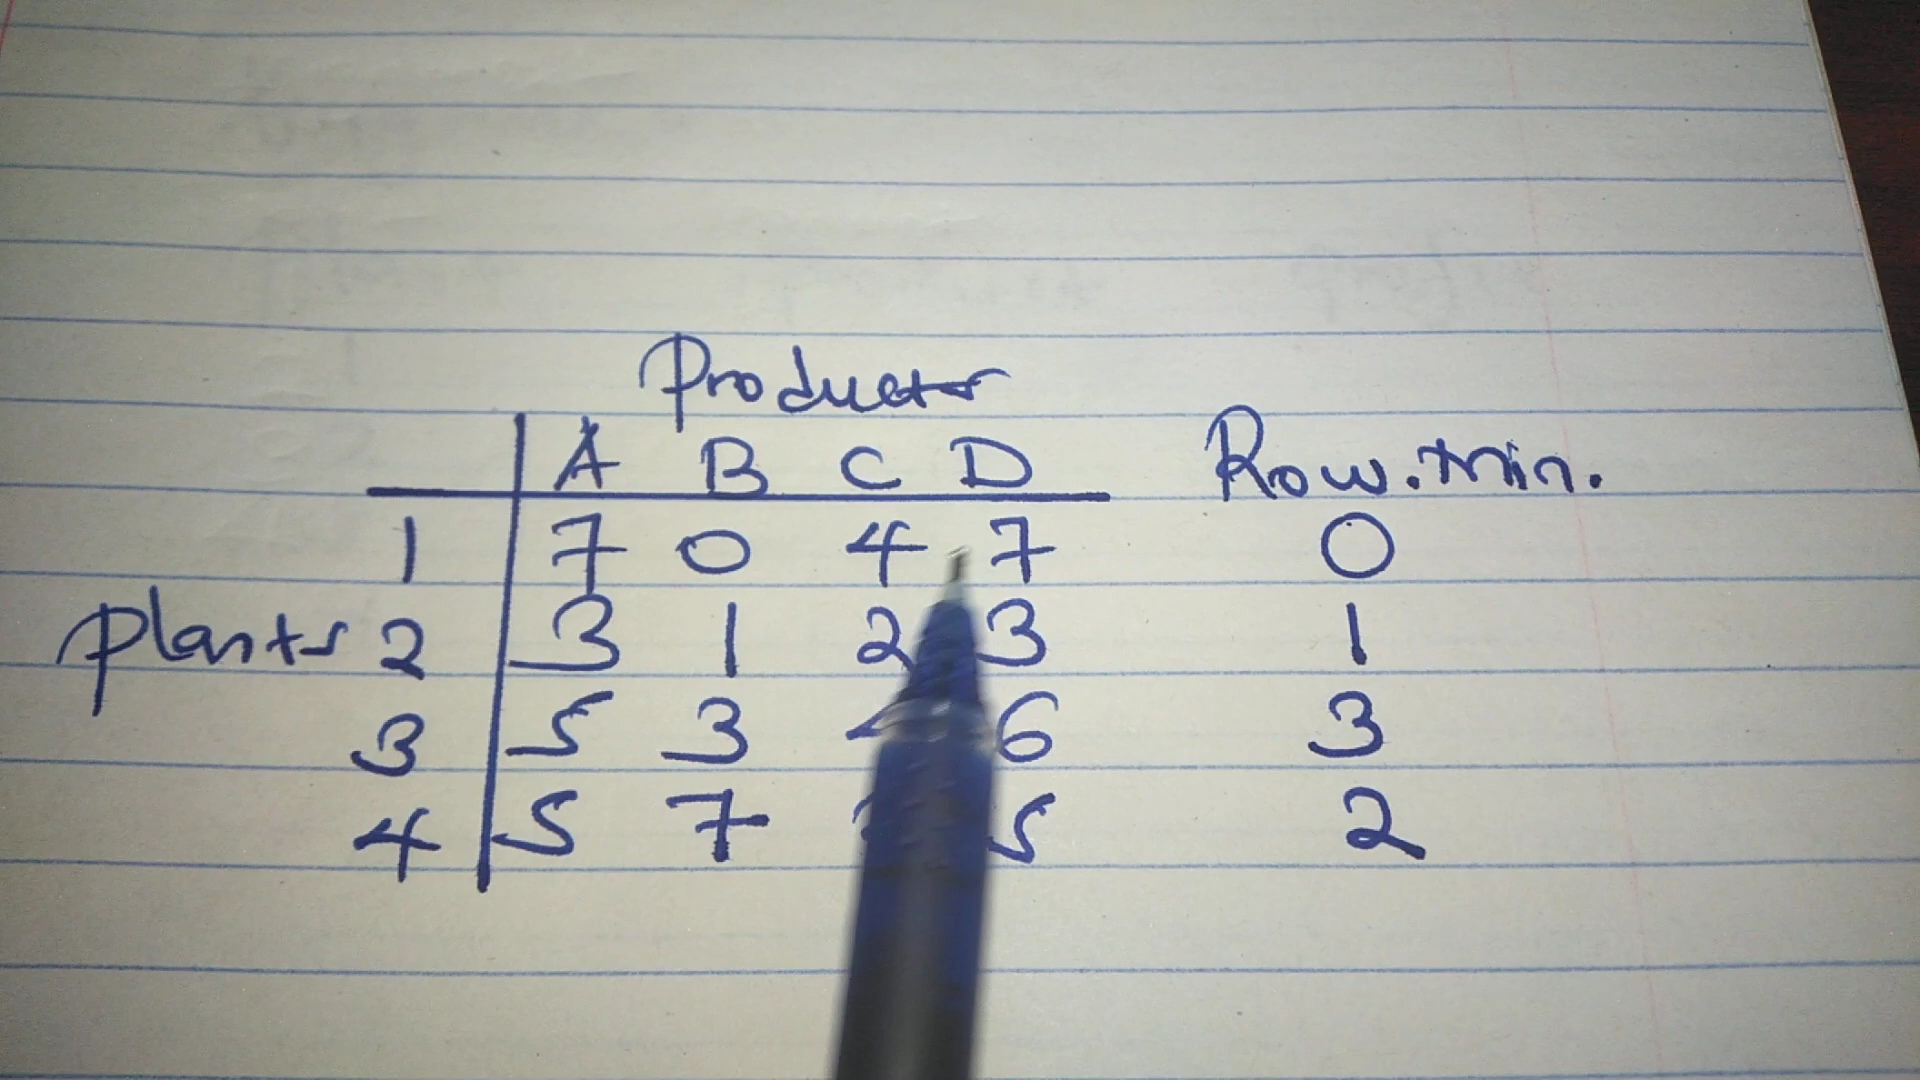 Products
A B C D Row.min.
1 7 0 4 7 0
Plants 2 3 1 2 3 1
3 5 3 6 3
4 5 7 5 2